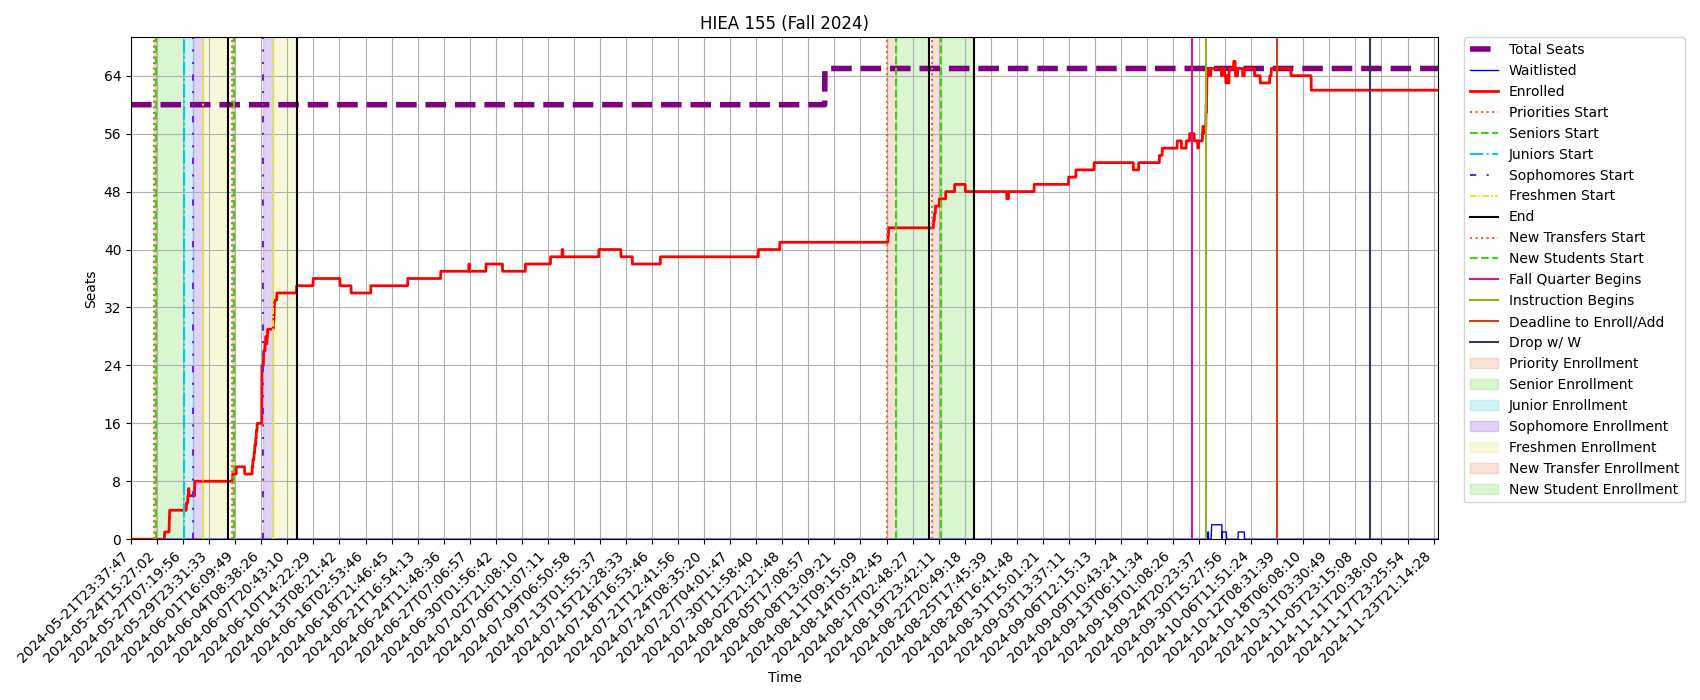 HIEA 155 (Fall 2024)
Seats
64
56
48
40
32
24
16
8
0
2024-05-21T23:37:47
2024-05-24T15:27:02
2024-05-27T07:19:56
2024-05-29T23:31:33
2024-06-01T16:09:49
2024-06-04T08:38:26
2024-06-07T20:43:10
2024-06-10T14:22:29
2024-06-13T08:21:42
2024-06-16T02:53:46
2024-06-18T21:46:45
2024-06-21T16:54:13
2024-06-24T11:48:36
2024-06-27T07:06:57
2024-06-30T01:56:42
2024-07-02T21:08:10
2024-07-06T11:07:11
2024-07-09T06:50:58
2024-07-13T01:55:37
2024-07-15T21:28:33
2024-07-18T16:53:46
2024-07-21T12:41:56
2024-07-24T08:35:20
2024-07-27T04:01:47
2024-07-30T11:58:40
2024-08-02T21:21:48
2024-08-05T17:08:57
2024-08-08T13:09:21
2024-08-11T09:15:09
2024-08-14T05:42:45
2024-08-17T02:48:27
2024-08-19T23:42:11
2024-08-22T20:49:18
2024-08-25T17:45:39
2024-08-28T16:41:48
2024-08-31T15:01:21
2024-09-03T13:37:11
2024-09-06T12:15:13
2024-09-09T10:43:24
2024-09-13T06:11:34
2024-09-19T01:08:26
2024-09-24T20:23:37
2024-09-30T15:27:56
2024-10-06T11:51:24
2024-10-12T08:31:39
2024-10-18T06:08:10
2024-10-31T03:30:49
2024-11-05T23:15:08
2024-11-11T20:38:00
2024-11-17T23:25:54
2024-11-23T21:14:28
Time
Total Seats
Waitlisted
Enrolled
Priorities Start
Seniors Start
Juniors Start
Sophomores Start
Freshmen Start
End
New Transfers Start
New Students Start
Fall Quarter Begins
Instruction Begins
Deadline to Enroll/Add
Drop w/ W
Priority Enrollment
Senior Enrollment
Junior Enrollment
Sophomore Enrollment
Freshmen Enrollment
New Transfer Enrollment
New Student Enrollment